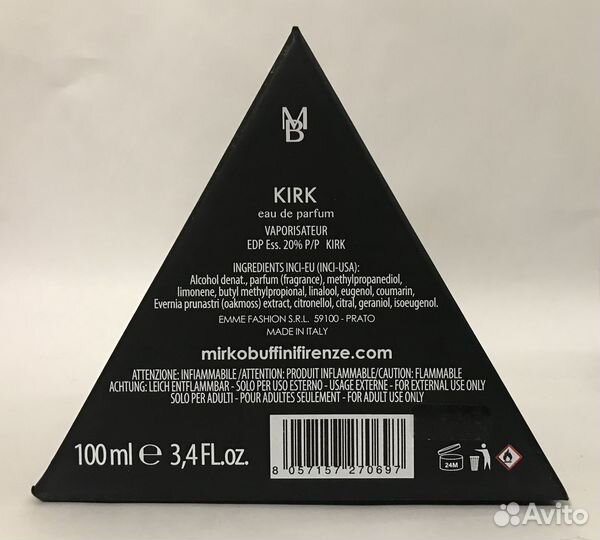 MB
KIRK
eau de parfum
VAPORISATEUR
EDP Ess. 20% P/P KIRK
INGREDIENTS INCI-EU (INCI-USA):
Alcohol denat., parfum (fragrance), methylpropanediol,
limonene, butyl methylpropional, linalool, eugenol, coumarin,
Evernia prunastri (oakmoss) extract, citronellol, citral, geraniol, isoeugenol.
EMME FASHION S.R.L. 59100 - PRATO
MADE IN ITALY
mirkobuffinifirenze.com
ATTENZIONE: INFIAMMABILE /ATTENTION: PRODUIT INFLAMMABLE/CAUTION: FLAMMABLE
ACHTUNG: LEICH ENTFLAMMBAR - SOLO PER USO ESTERNO - USAGE EXTERNE - FOR EXTERNAL USE ONLY
SOLO PER ADULTI - POUR ADULTES SEULEMENT - FOR ADULT USE ONLY
100 ml e 3,4 FL.oz.
8 057157 270697
24M
Avito